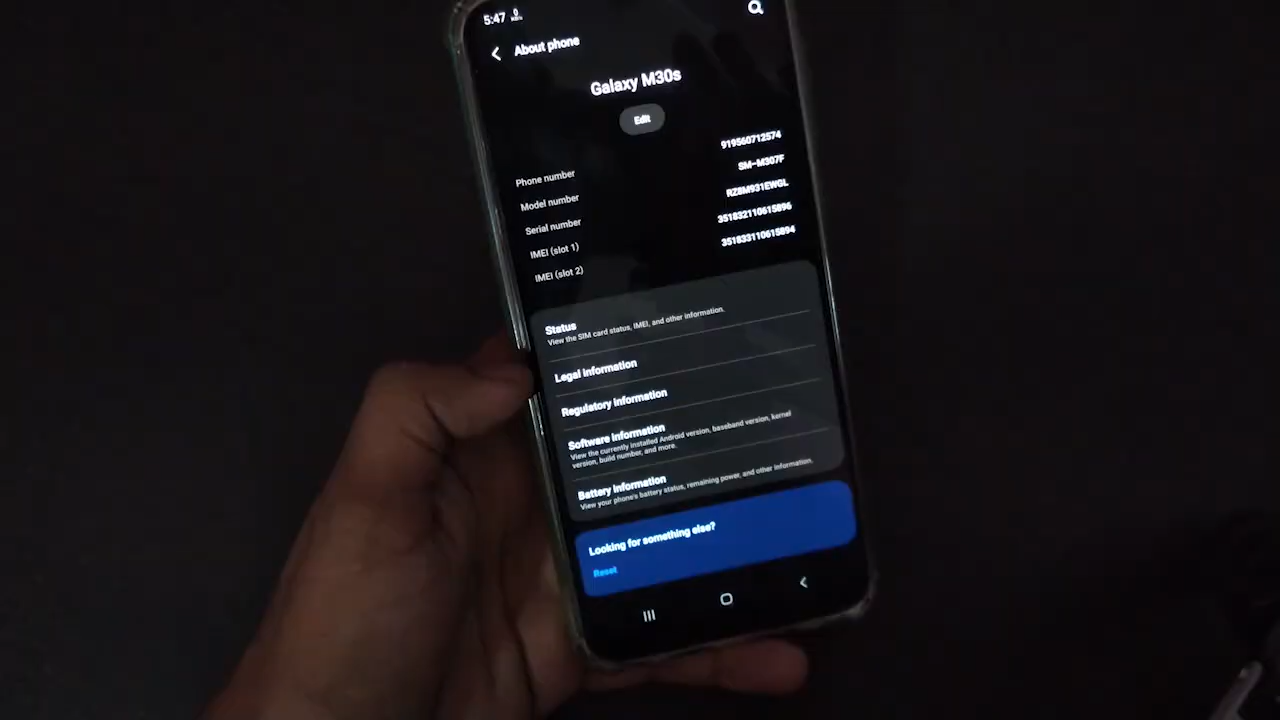 5:47 0 KB/s
About phone
Galaxy M30s
Edit
Phone number 919560712574
Model number SM-M307F
Serial number RZ8M931EWGL
IMEI (slot 1) 351832110615896
IMEI (slot 2) 351833110615894
Status
View the SIM card status, IMEI, and other information.
Legal information
Regulatory information
Software information
View the currently installed Android version, baseband version, kernel
version, build number, and more.
Battery information
View your phone's battery status, remaining power, and other information.
Looking for something else?
Reset